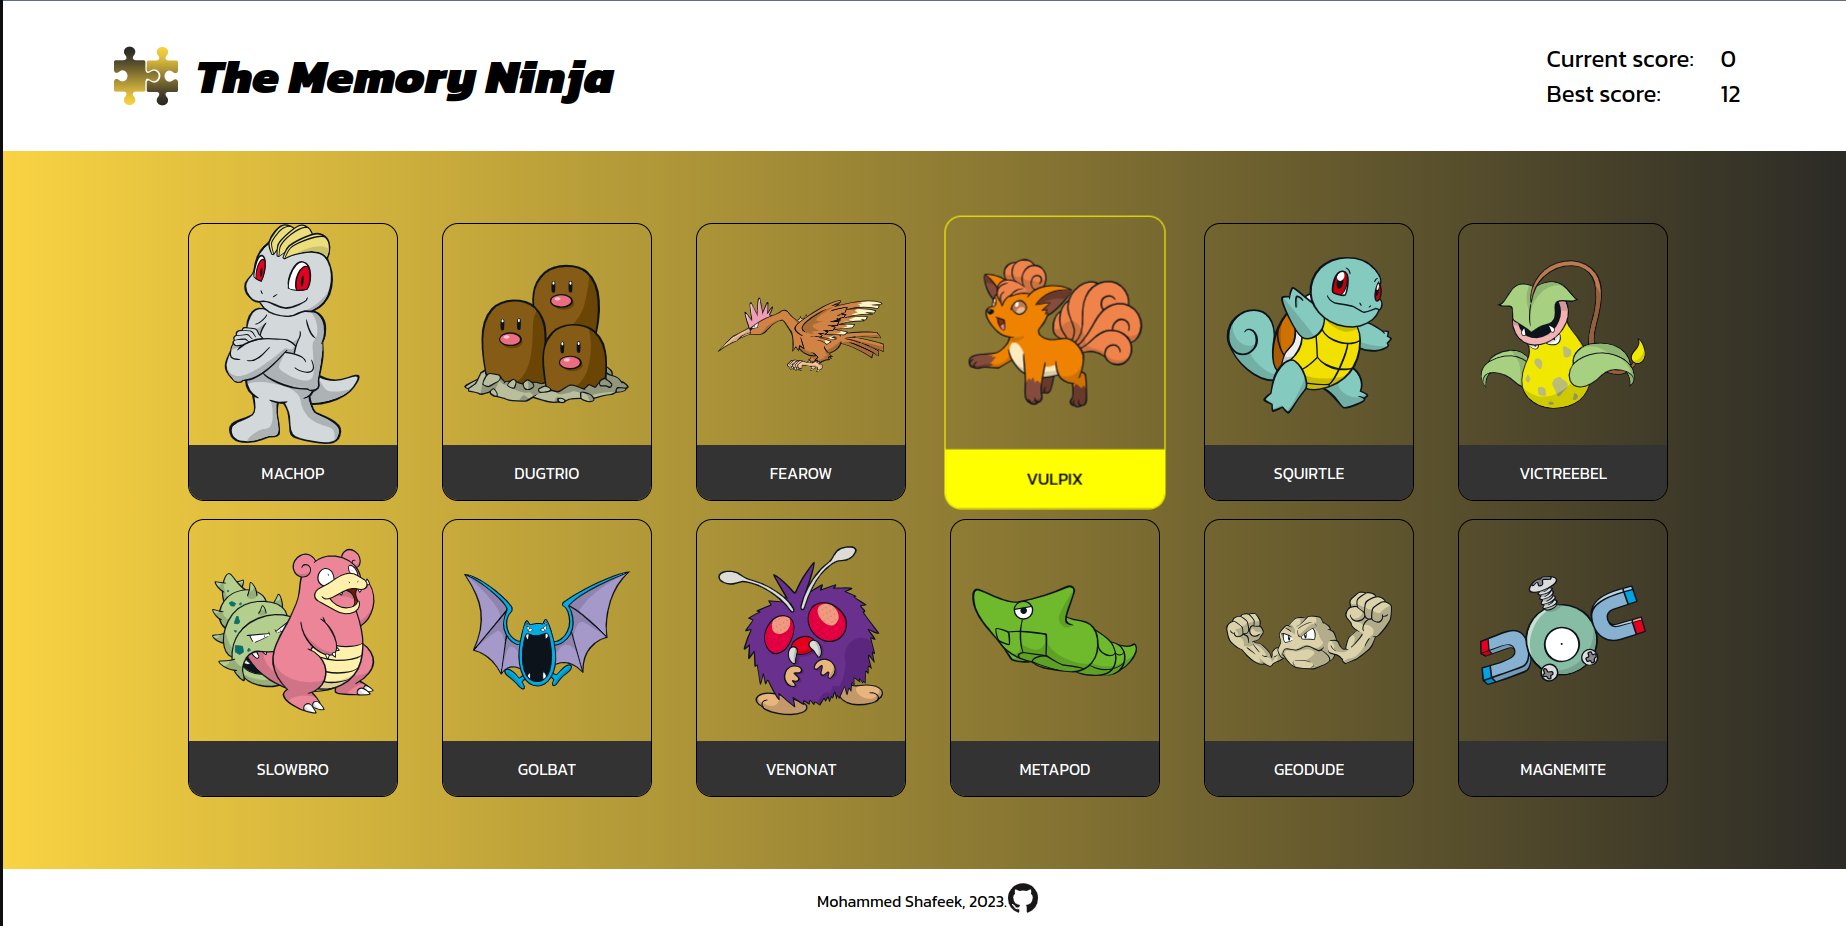 The Memory Ninja
Current score: 0
Best score: 12
MACHOP
DUGTRIO
FEAROW
VULPIX
SQUIRTLE
VICTREEBEL
SLOWBRO
GOLBAT
VENONAT
METAPOD
GEODUDE
MAGNEMITE
Mohammed Shafeek, 2023.